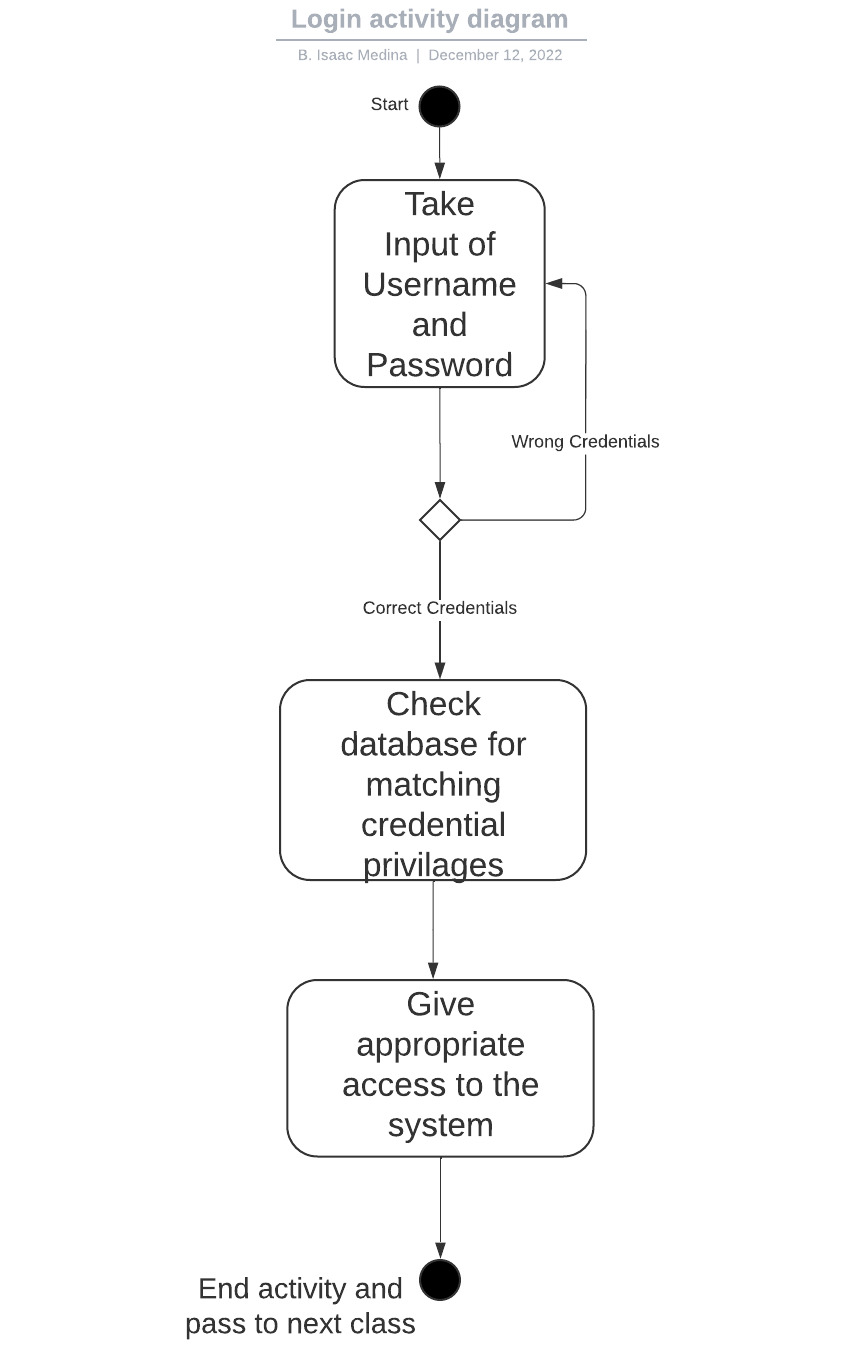 Login activity diagram
B. Isaac Medina | December 12, 2022
Start
Take
Input of
Username
and
Password
Wrong Credentials
Correct Credentials
Check
database for
matching
credential
privilages
Give
appropriate
access to the
system
End activity and
pass to next class